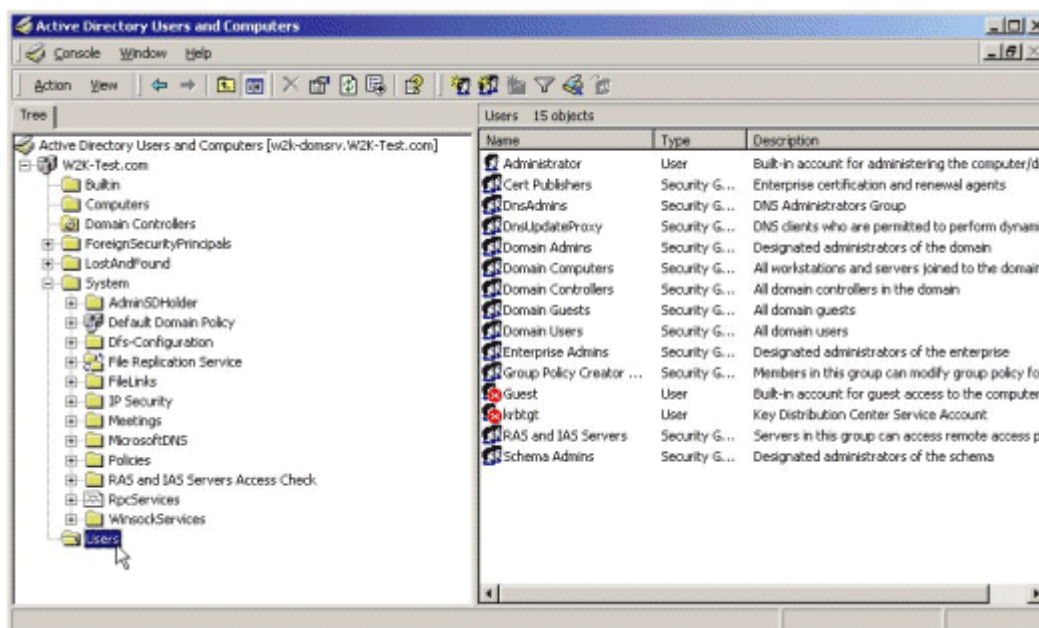 Active Directory Users and Computers
Console Window Help
Action View
Tree
Users 15 objects
Active Directory Users and Computers [w2k-domsrv.W2K-Test.com]
W2K-Test.com
Builtin
Computers
Domain Controllers
ForeignSecurityPrincipals
LostAndFound
System
AdminSDHolder
Default Domain Policy
Dfs-Configuration
File Replication Service
FileLinks
IP Security
Meetings
MicrosoftDNS
Policies
RAS and IAS Servers Access Check
RpcServices
WinsockServices
Users
Name Type Description
Administrator User Built-in account for administering the computer/d
Cert Publishers Security G... Enterprise certification and renewal agents
DnsAdmins Security G... DNS Administrators Group
DnsUpdateProxy Security G... DNS clients who are permitted to perform dynami
Domain Admins Security G... Designated administrators of the domain
Domain Computers Security G... All workstations and servers joined to the domain
Domain Controllers Security G... All domain controllers in the domain
Domain Guests Security G... All domain guests
Domain Users Security G... All domain users
Enterprise Admins Security G... Designated administrators of the enterprise
Group Policy Creator ... Security G... Members in this group can modify group policy fo
Guest User Built-in account for guest access to the computer
krbtgt User Key Distribution Center Service Account
RAS and IAS Servers Security G... Servers in this group can access remote access p
Schema Admins Security G... Designated administrators of the schema